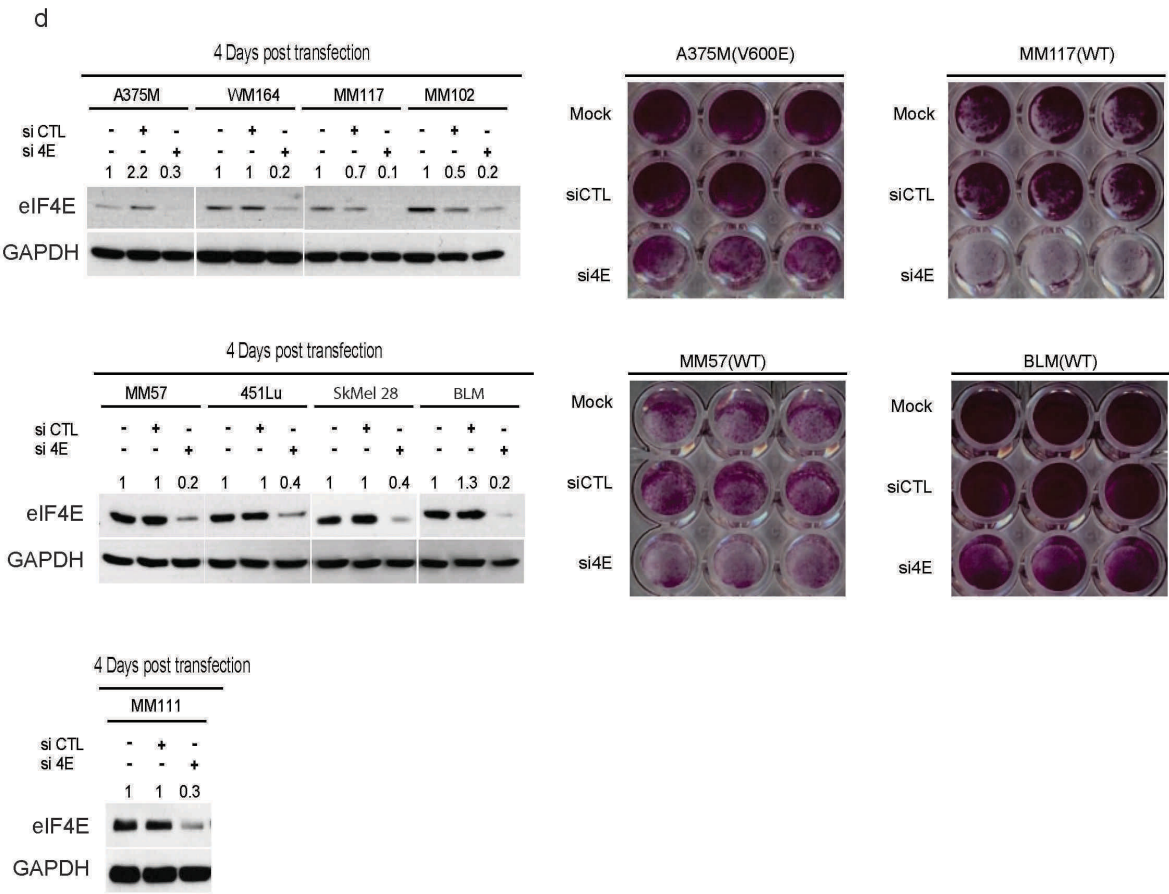 d
4 Days post transfection
A375M WM164 MM117 MM102
si CTL - + - - + - - + - - + -
si 4E - - + - - + - - + - - +
1 2.2 0.3 1 1 0.2 1 0.7 0.1 1 0.5 0.2
eIF4E
GAPDH
A375M(V600E)
Mock
siCTL
si4E
MM117(WT)
Mock
siCTL
si4E
4 Days post transfection
MM57 451Lu SkMel 28 BLM
si CTL - + - - + - - + - - + -
si 4E - - + - - + - - + - - +
1 1 0.2 1 1 0.4 1 1 0.4 1 1.3 0.2
eIF4E
GAPDH
MM57(WT)
Mock
siCTL
si4E
BLM(WT)
Mock
siCTL
si4E
4 Days post transfection
MM111
si CTL - + -
si 4E - - +
1 1 0.3
eIF4E
GAPDH